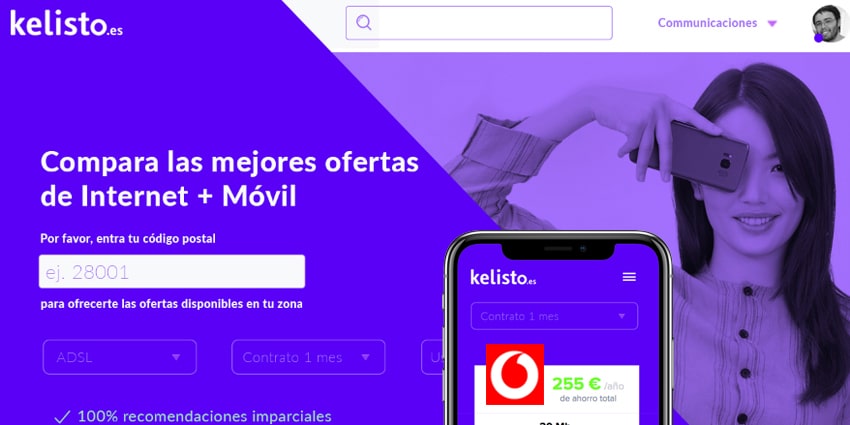 kelisto.es
Communicaciones
Compara las mejores ofertas
de Internet + Móvil
Por favor, entra tu código postal
ej. 28001
para ofrecerte las ofertas disponibles en tu zona
ADSL
Contrato 1 mes
100% recomendaciones imparciales
kelisto.es
Contrato 1 mes
255 € /año
de ahorro total